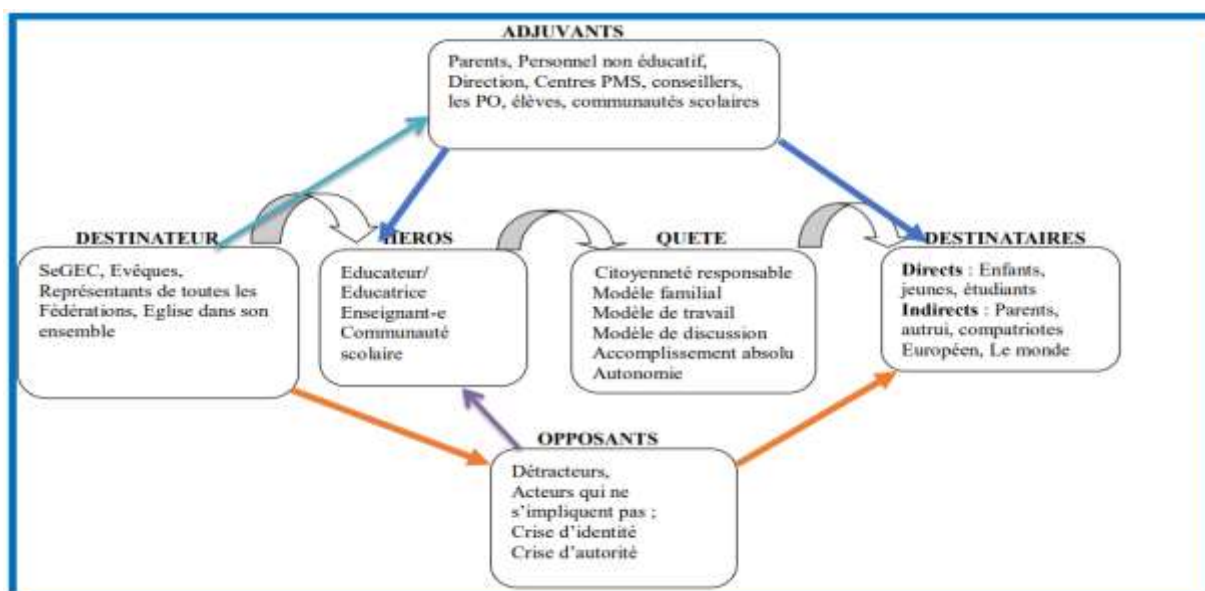 ADJUVANTS
Parents, Personnel non éducatif,
Direction, Centres PMS, conseillers,
les PO, élèves, communautés scolaires
DESTINATEUR
SeGEC, Evêques,
Représentants de toutes les
Fédérations, Eglise dans son
ensemble
HEROS
Educateur/
Educatrice
Enseignant-e
Communauté
scolaire
QUETE
Citoyenneté responsable
Modèle familial
Modèle de travail
Modèle de discussion
Accomplissement absolu
Autonomie
DESTINATAIRES
Directs : Enfants,
jeunes, étudiants
Indirects : Parents,
autrui, compatriotes
Européen, Le monde
OPPOSANTS
Détracteurs,
Acteurs qui ne
s'impliquent pas ;
Crise d'identité
Crise d'autorité